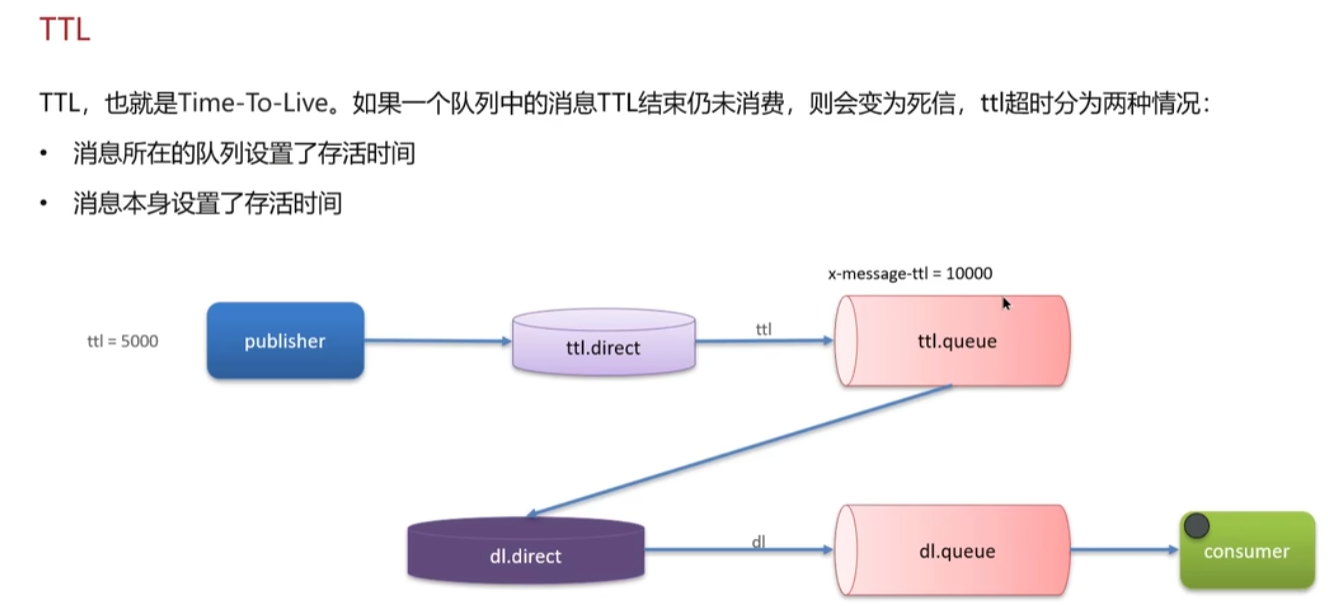 TTL
TTL，也就是Time-To-Live。如果一个队列中的消息TTL结束仍未消费，则会变为死信，ttl超时分为两种情况：
• 消息所在的队列设置了存活时间
• 消息本身设置了存活时间
x-message-ttl = 10000
ttl = 5000
publisher
ttl.direct
ttl
ttl.queue
dl.direct
dl
dl.queue
consumer